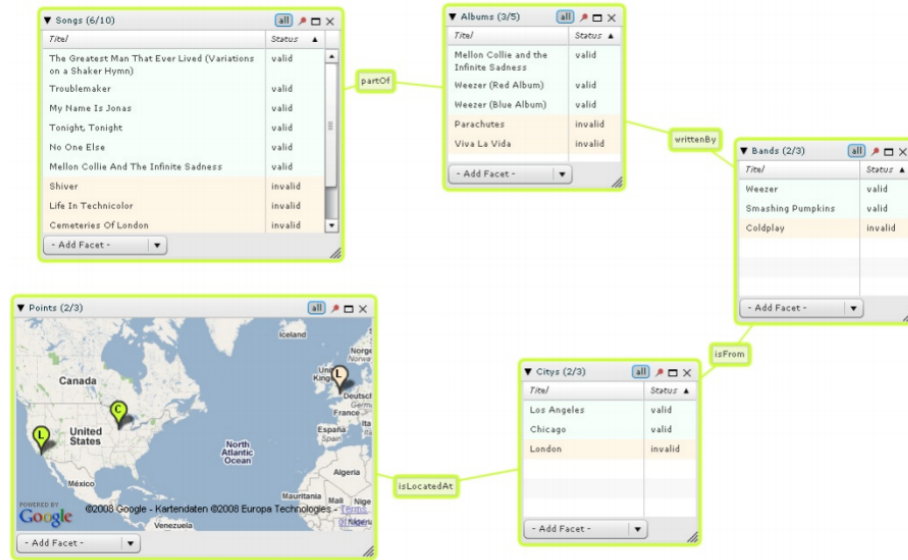 Songs (6/10)
all
Titel
Status
The Greatest Man That Ever Lived (Variations
on a Shaker Hymn)
valid
Troublemaker
valid
My Name Is Jonas
valid
Tonight, Tonight
valid
No One Else
valid
Mellon Collie And The Infinite Sadness
valid
Shiver
invalid
Life In Technicolor
invalid
Cemeteries Of London
invalid
- Add Facet -
partOf
Albums (3/5)
all
Status
Mellon Collie and the
Infinite Sadness
valid
Weezer (Red Album)
valid
Weezer (Blue Album)
valid
Parachutes
invalid
Viva La Vida
invalid
- Add Facet -
writtenBy
Bands (2/3)
all
Status
Weezer
valid
Smashing Pumpkins
valid
Coldplay
invalid
- Add Facet -
isFrom
Citys (2/3)
all
Status
Los Angeles
valid
Chicago
valid
London
invalid
- Add Facet -
isLocatedAt
Points (2/3)
all
Iceland
Canada
L
C
L
United
States
North
Atlantic
Ocean
France
España
Spain
Algeria
México
Mauritania
Mali
Venezuela
POWERED BY
Google
©2008 Google - Kartendaten ©2008 Europa Technologies -
- Add Facet -